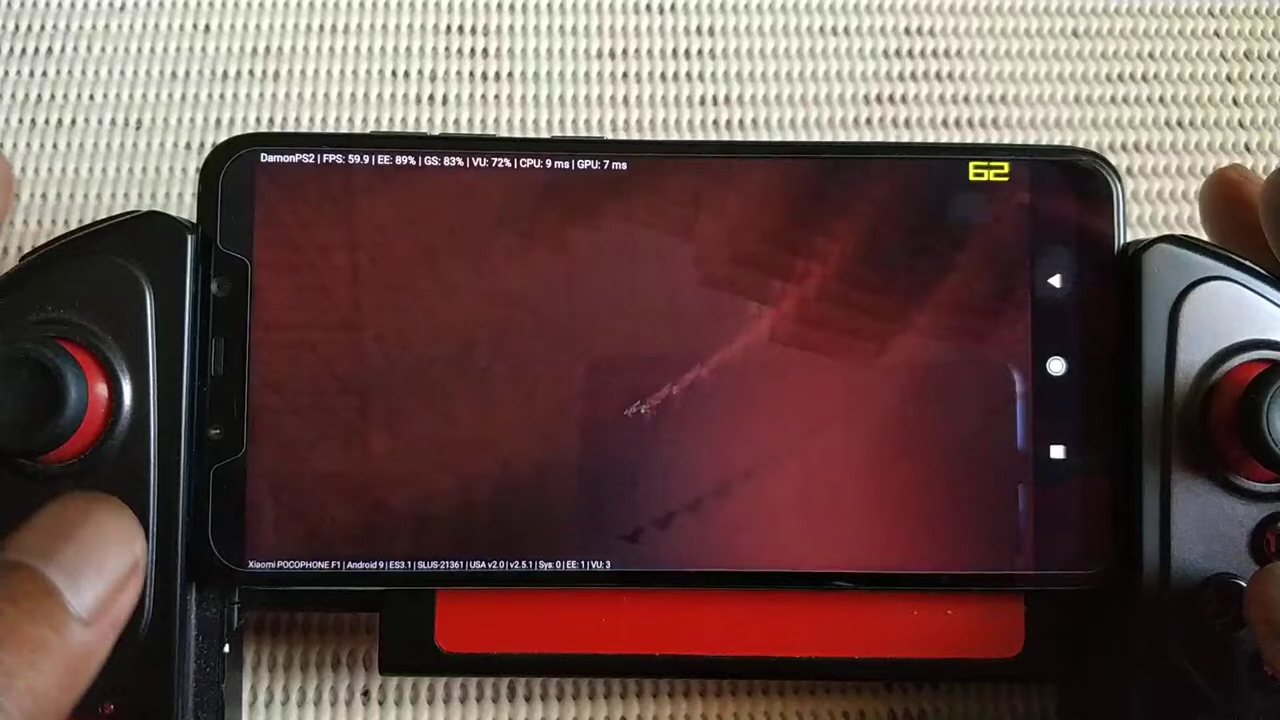 DamonPS2 | FPS: 59.9 | EE: 89% | GS: 83% | VU: 72% | CPU: 9 ms | GPU: 7 ms
62
Xiaomi POCOPHONE F1 | Android 9 | ES3.1 | SLUS-21361 | USA v2.0 | v2.5.1 | Sys: 0 | EE: 1 | VU: 3